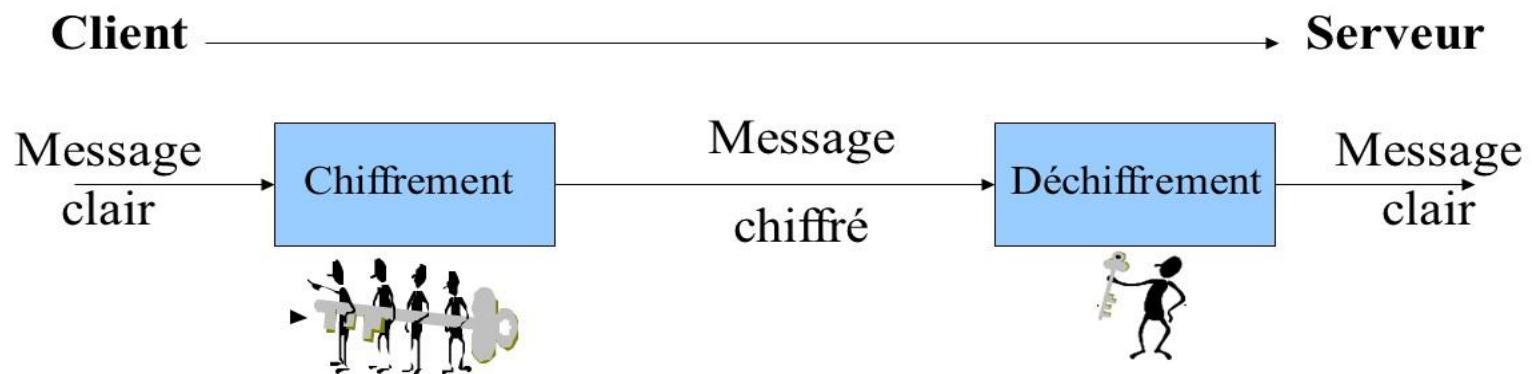 Client
Serveur
Message
clair
Chiffrement
Message
chiffré
Déchiffrement
Message
clair